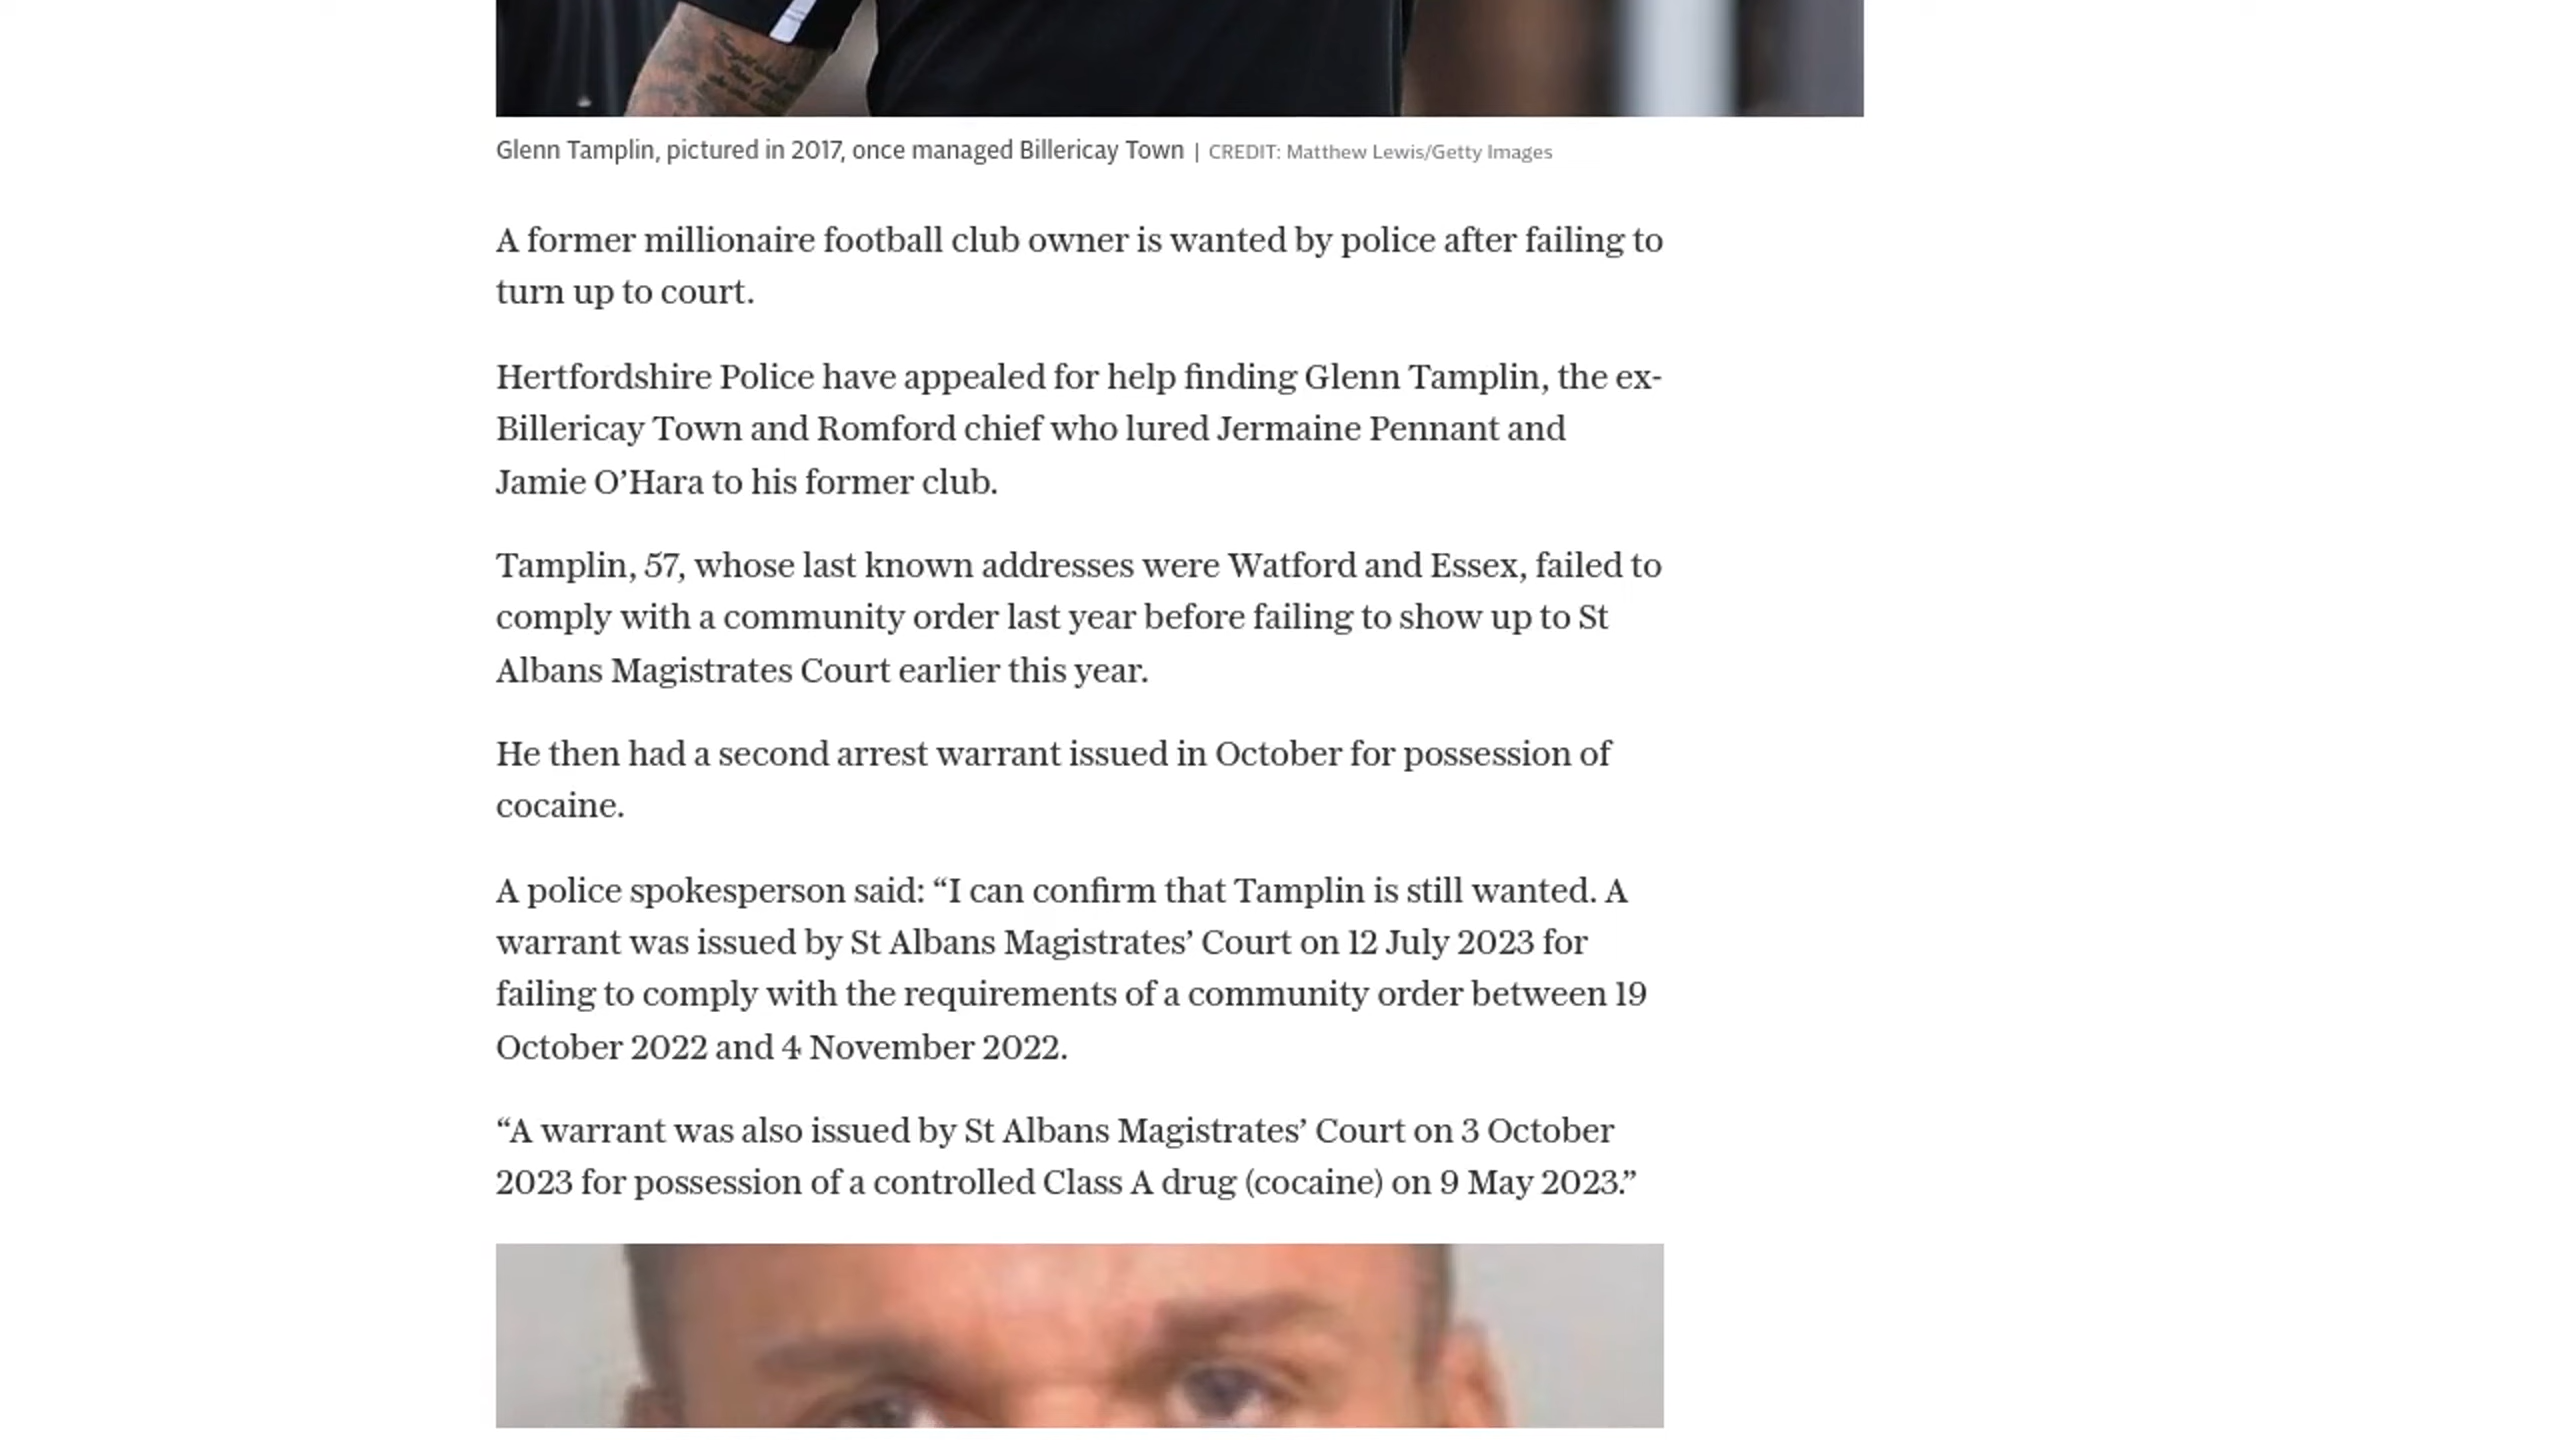 Glenn Tamplin, pictured in 2017, once managed Billericay Town | CREDIT: Matthew Lewis/Getty Images
A former millionaire football club owner is wanted by police after failing to
turn up to court.
Hertfordshire Police have appealed for help finding Glenn Tamplin, the ex-
Billericay Town and Romford chief who lured Jermaine Pennant and
Jamie O’Hara to his former club.
Tamplin, 57, whose last known addresses were Watford and Essex, failed to
comply with a community order last year before failing to show up to St
Albans Magistrates Court earlier this year.
He then had a second arrest warrant issued in October for possession of
cocaine.
A police spokesperson said: “I can confirm that Tamplin is still wanted. A
warrant was issued by St Albans Magistrates’ Court on 12 July 2023 for
failing to comply with the requirements of a community order between 19
October 2022 and 4 November 2022.
“A warrant was also issued by St Albans Magistrates’ Court on 3 October
2023 for possession of a controlled Class A drug (cocaine) on 9 May 2023.”